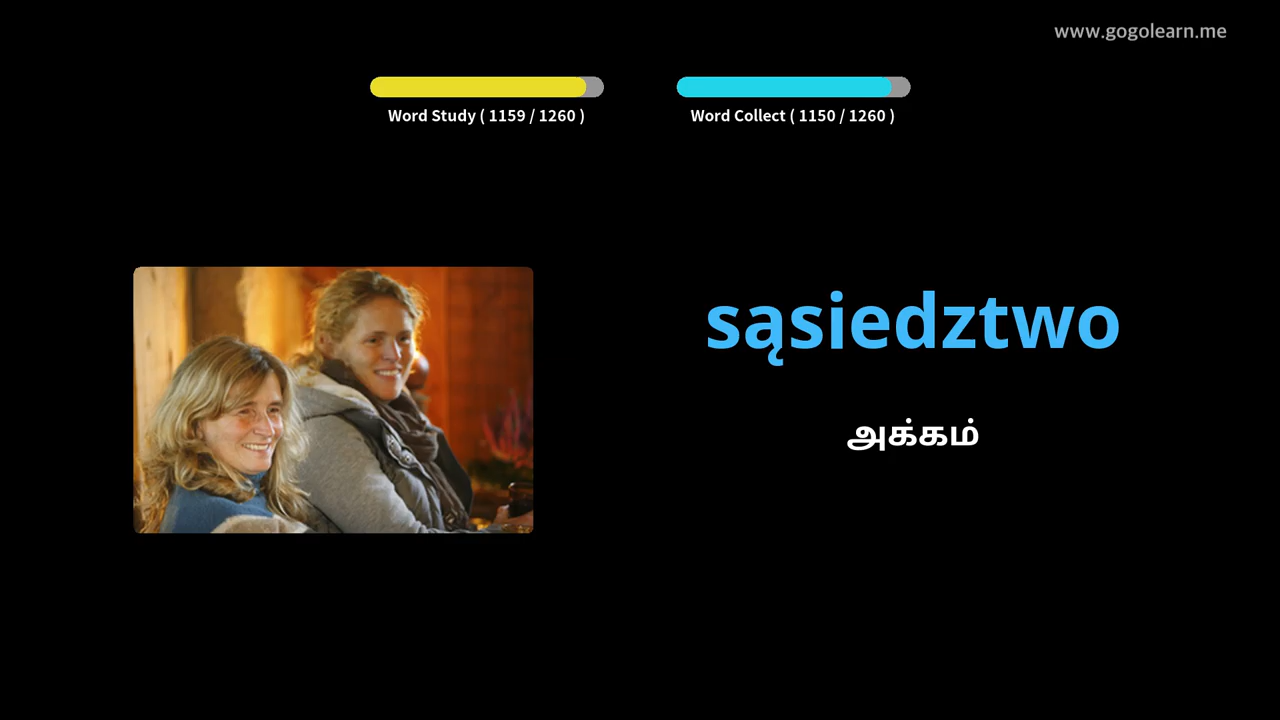 www.gogolearn.me
Word Study ( 1159 / 1260 )
Word Collect ( 1150 / 1260 )
sąsiedztwo
அக்கம்